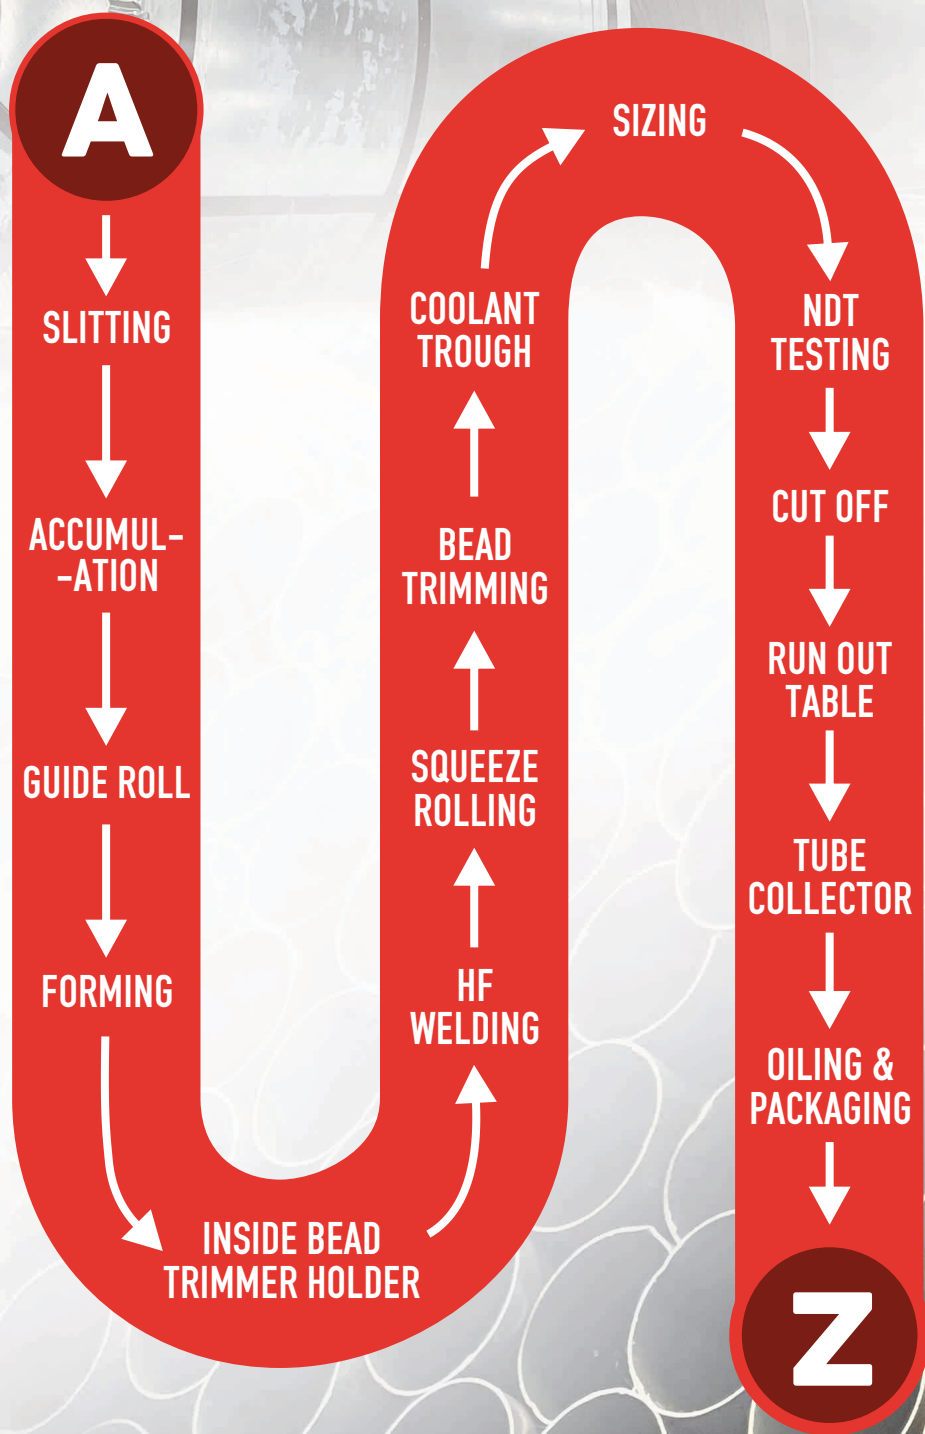 A
SLITTING
ACCUMUL-
-ATION
GUIDE ROLL
FORMING
INSIDE BEAD
TRIMMER HOLDER
HF
WELDING
SQUEEZE
ROLLING
BEAD
TRIMMING
COOLANT
TROUGH
SIZING
NDT
TESTING
CUT OFF
RUN OUT
TABLE
TUBE
COLLECTOR
OILING &
PACKAGING
Z